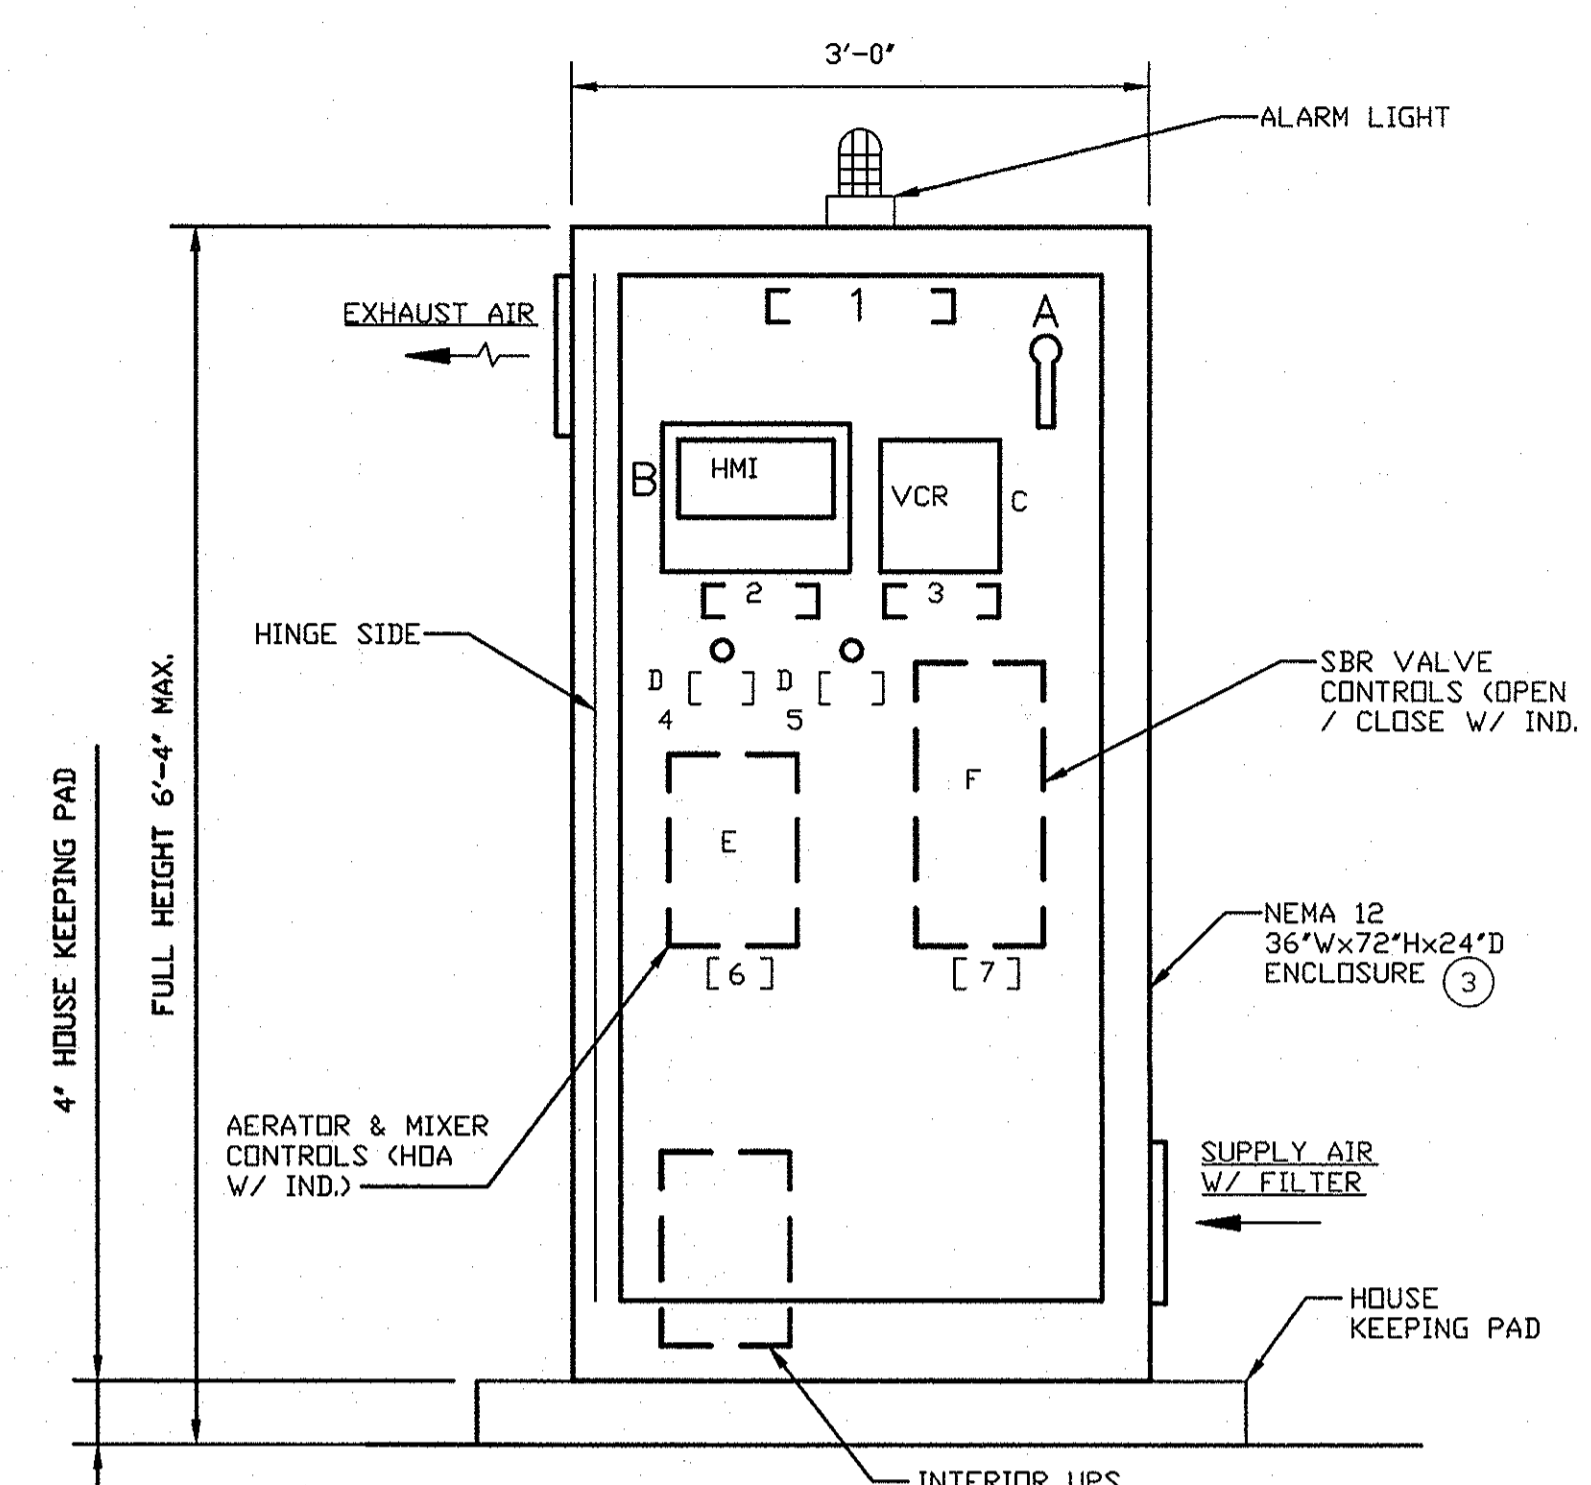 3'-0"
ALARM LIGHT
EXHAUST AIR
1
A
B
HMI
VCR
C
2
3
HINGE SIDE
D
D
4
5
SBR VALVE
CONTROLS (OPEN
/ CLOSE W/ IND.
F
E
FULL HEIGHT 6'-4" MAX.
4" HOUSE KEEPING PAD
NEMA 12
36"Wx72"Hx24"D
ENCLOSURE 3
6
7
AERATOR & MIXER
CONTROLS (HOA
W/ IND.)
SUPPLY AIR
W/ FILTER
HOUSE
KEEPING PAD
INTERIOR UPS